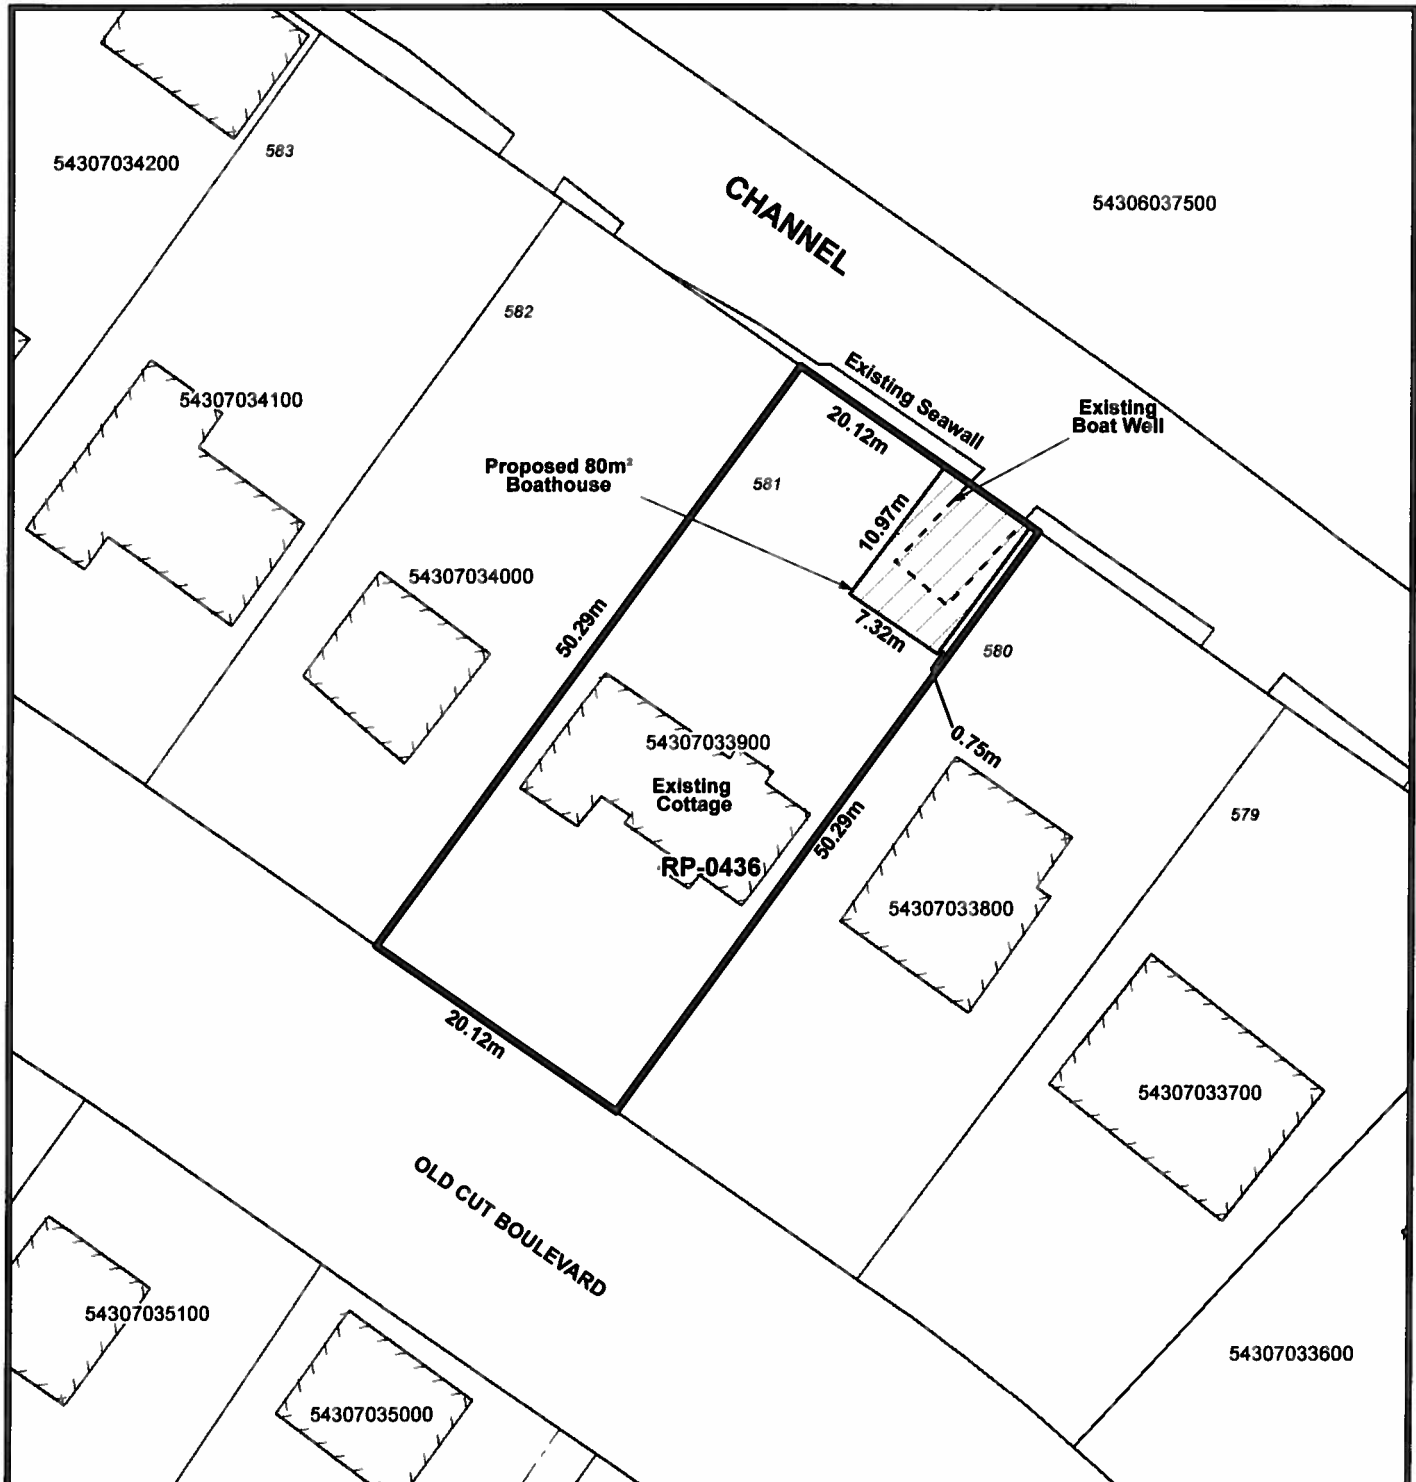 583
54307034200
CHANNEL
54306037500
582
54307034100
Existing Seawall
Existing
Boat Well
20.12m
Proposed 80m²
Boathouse
581
10.97m
54307034000
50.29m
7.32m
580
54307033900
0.75m
Existing
Cottage
50.29m
579
RP-0436
54307033800
20.12m
54307033700
OLD CUT BOULEVARD
54307035100
54307033600
54307035000